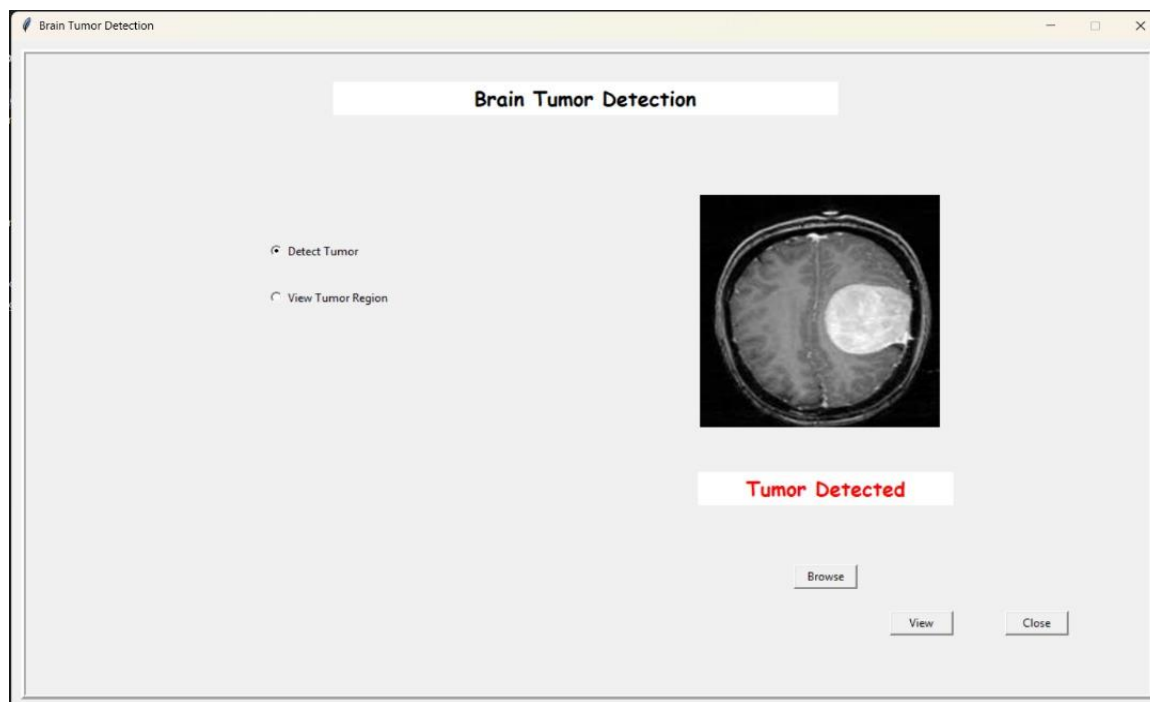 Brain Tumor Detection
Brain Tumor Detection
Detect Tumor
View Tumor Region
Tumor Detected
Browse
View
Close